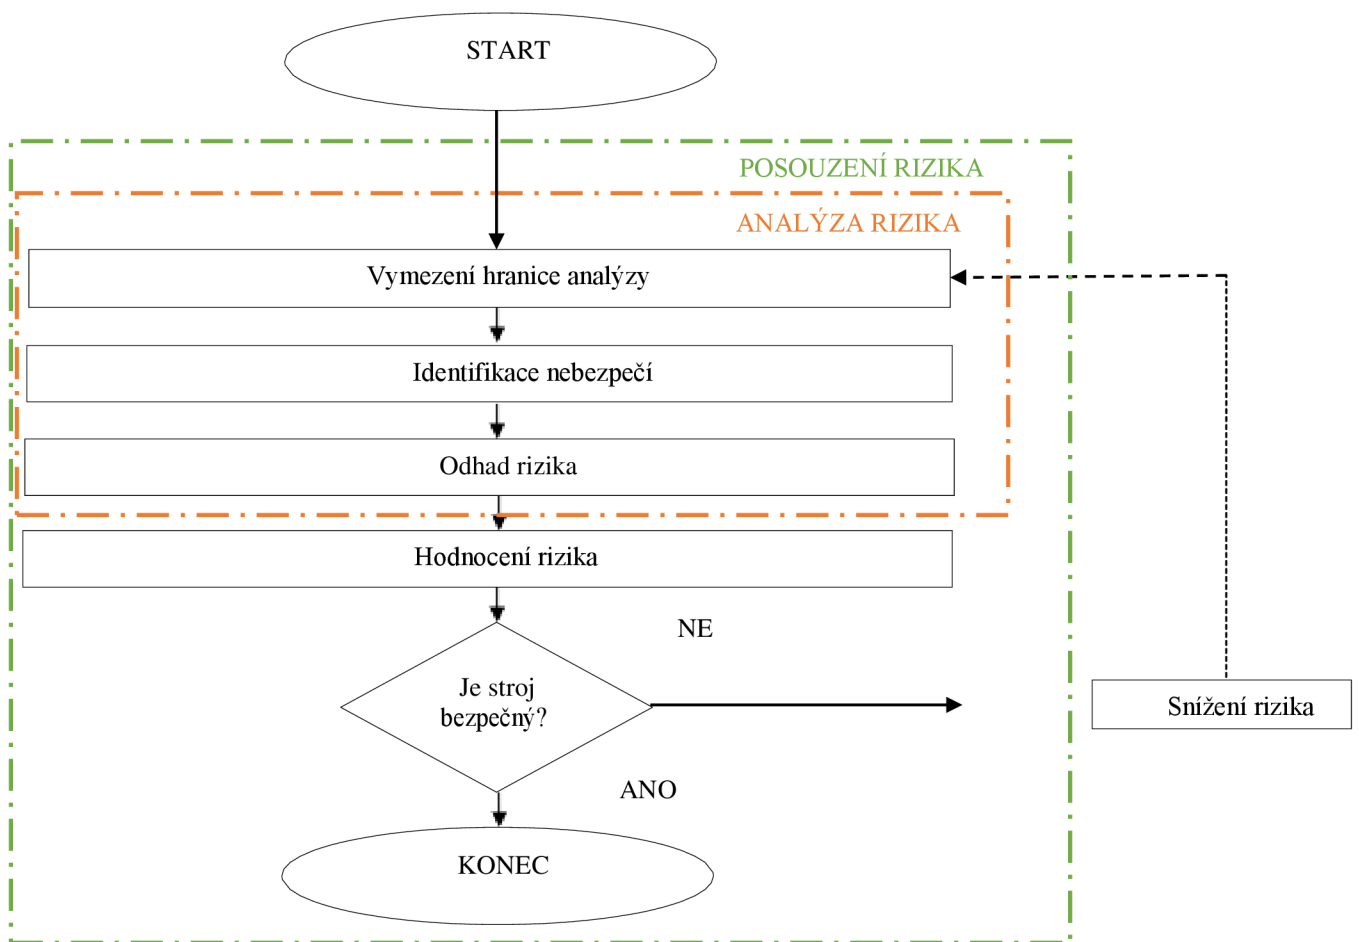 START
POSOUZENÍ RIZIKA
ANALÝZA RIZIKA
Vymezení hranice analýzy
Identifikace nebezpečí
Odhad rizika
Hodnocení rizika
NE
Je stroj
bezpečný?
Snížení rizika
ANO
KONEC